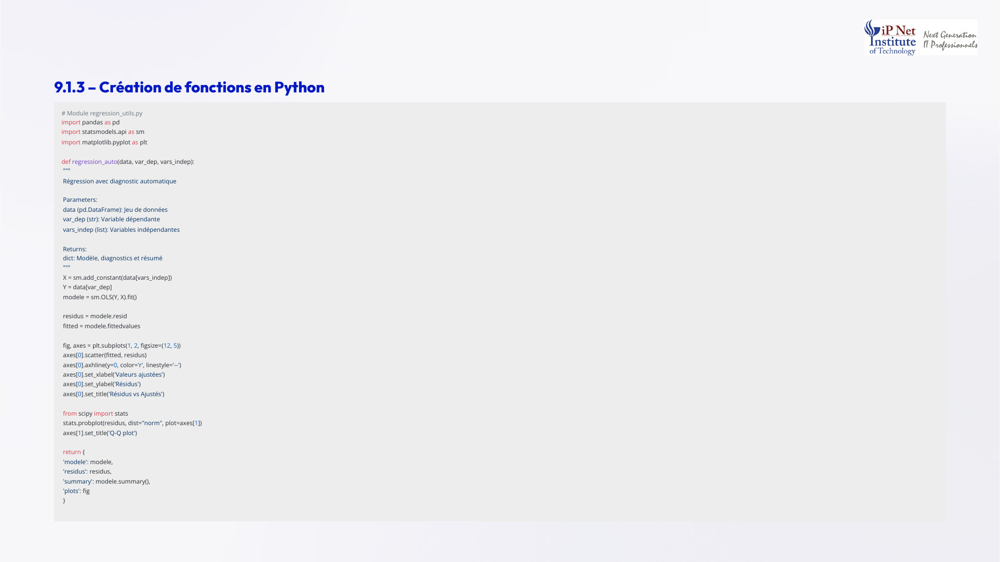 iP Net
Institute
of Technology
Next Generation
IT Professionnels
9.1.3 – Création de fonctions en Python
# Module regression_utils.py
import pandas as pd
import statsmodels.api as sm
import matplotlib.pyplot as plt
def regression_auto(data, var_dep, vars_indep):
"""
Régression avec diagnostic automatique
Parameters:
data (pd.DataFrame): Jeu de données
var_dep (str): Variable dépendante
vars_indep (list): Variables indépendantes
Returns:
dict: Modèle, diagnostics et résumé
"""
X = sm.add_constant(data[vars_indep])
Y = data[var_dep]
modele = sm.OLS(Y, X).fit()
residus = modele.resid
fitted = modele.fittedvalues
fig, axes = plt.subplots(1, 2, figsize=(12, 5))
axes[0].scatter(fitted, residus)
axes[0].axhline(y=0, color='r', linestyle='--')
axes[0].set_xlabel('Valeurs ajustées')
axes[0].set_ylabel('Résidus')
axes[0].set_title('Résidus vs Ajustés')
from scipy import stats
stats.probplot(residus, dist="norm", plot=axes[1])
axes[1].set_title('Q-Q plot')
return {
'modele': modele,
'residus': residus,
'summary': modele.summary(),
'plots': fig
}